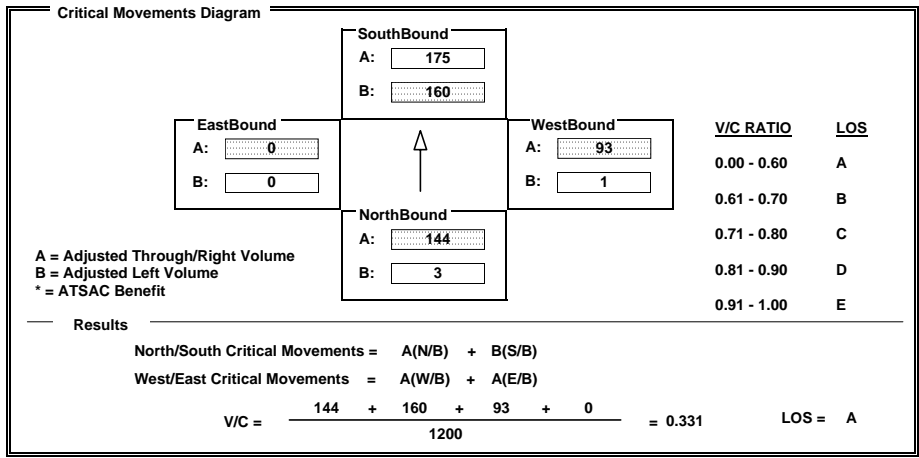 Critical Movements Diagram
SouthBound
A: 175
B: 160
EastBound
A: 0
B: 0
WestBound
A: 93
B: 1
NorthBound
A: 144
B: 3
V/C RATIO LOS
0.00 - 0.60 A
0.61 - 0.70 B
0.71 - 0.80 C
0.81 - 0.90 D
0.91 - 1.00 E
A = Adjusted Through/Right Volume
B = Adjusted Left Volume
* = ATSAC Benefit
Results
North/South Critical Movements = A(N/B) + B(S/B)
West/East Critical Movements = A(W/B) + A(E/B)
144 + 160 + 93 + 0
V/C = = 0.331 LOS = A
1200